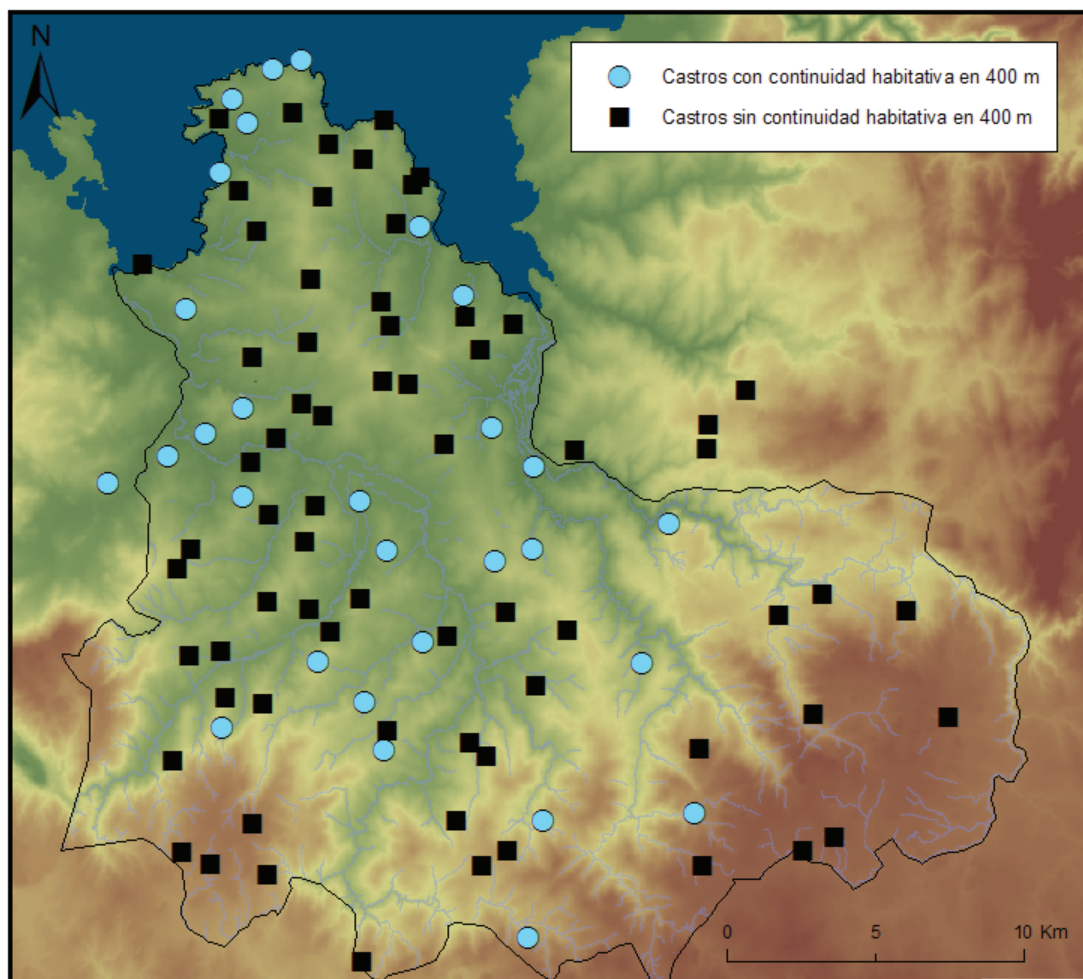 N
Castros con continuidad habitativa en 400 m
Castros sin continuidad habitativa en 400 m
0 5 10 Km